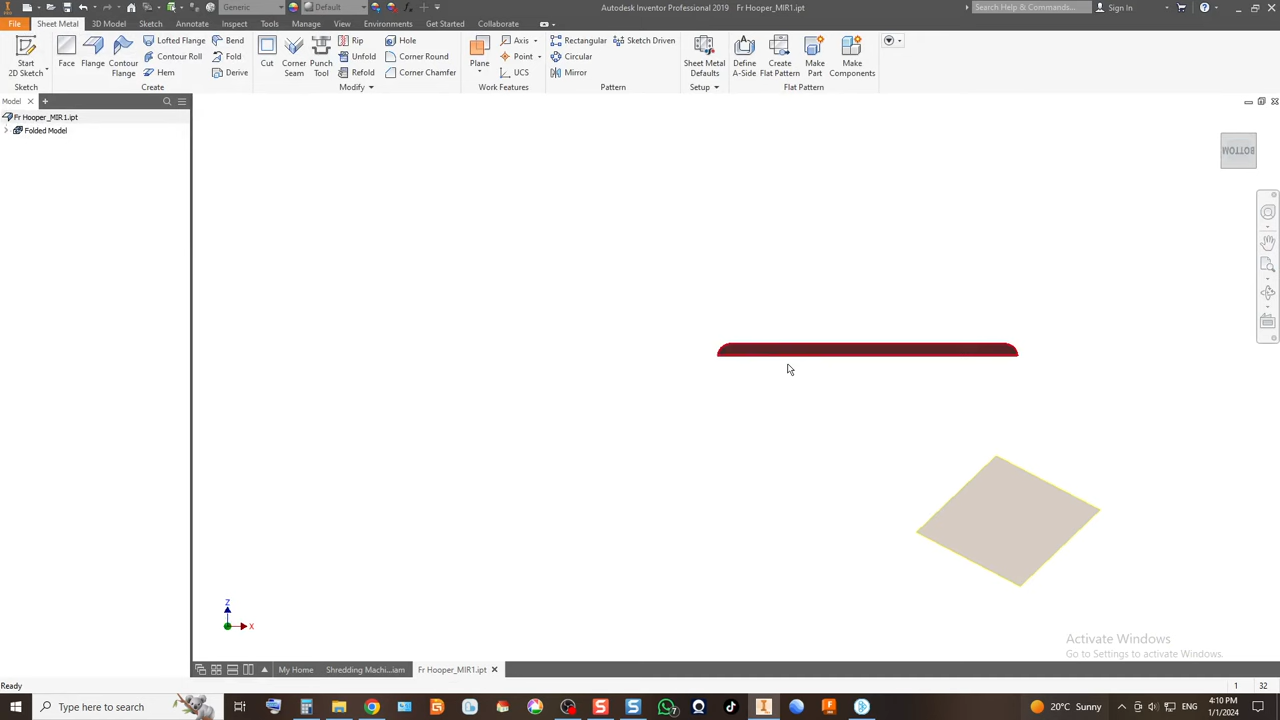 Generic
Default
Autodesk Inventor Professional 2019 Fr Hooper_MIR1.ipt
Search Help & Commands...
Sign In
File Sheet Metal 3D Model Sketch Annotate Inspect Tools Manage View Environments Get Started Collaborate
Start
2D Sketch
Face
Flange
Contour
Flange
Lofted Flange
Contour Roll
Hem
Bend
Fold
Derive
Cut
Corner
Seam
Punch
Tool
Rip
Unfold
Refold
Hole
Corner Round
Corner Chamfer
Plane
Axis
Point
UCS
Rectangular
Circular
Mirror
Sketch Driven
Sheet Metal
Defaults
Define
A-Side
Create
Flat Pattern
Make
Part
Make
Components
Sketch
Create
Modify
Work Features
Pattern
Setup
Flat Pattern
Model
Fr Hooper_MIR1.ipt
Folded Model
BOTTOM
Z
X
Activate Windows
Go to Settings to activate Windows.
My Home
Shredding Machi...iam
Fr Hooper_MIR1.ipt
Ready
1
32
Type here to search
7
20°C Sunny
4:10 PM
1/1/2024